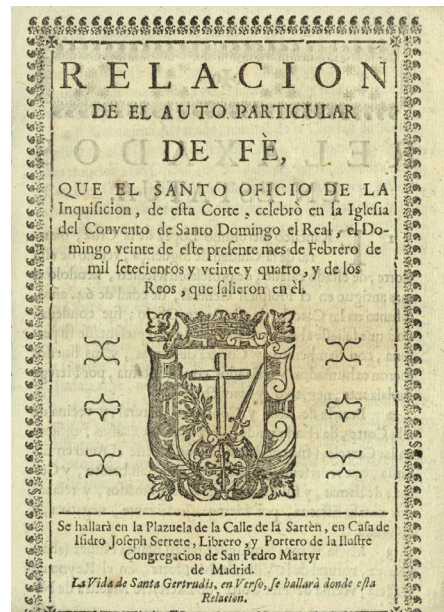 RELACION
DE EL AUTO PARTICULAR
DE FÈ,
QUE EL SANTO OFICIO DE LA
Inquisicion, de esta Corte, celebrò en la Iglesia
del Convento de Santo Domingo el Real, el Do-
mingo veinte de este presente mes de Febrero de
mil setecientos y veinte y quatro, y de los
Reos, que salieron en èl.
Se hallarà en la Plazuela de la Calle de la Sartèn, en Casa de
Isidro Joseph Serrete, Librero, y Portero de la Ilustre
Congregacion de San Pedro Martyr
de Madrid.
La Vida de Santa Gertrudis, en Verso, se hallarà donde esta
Relacion.